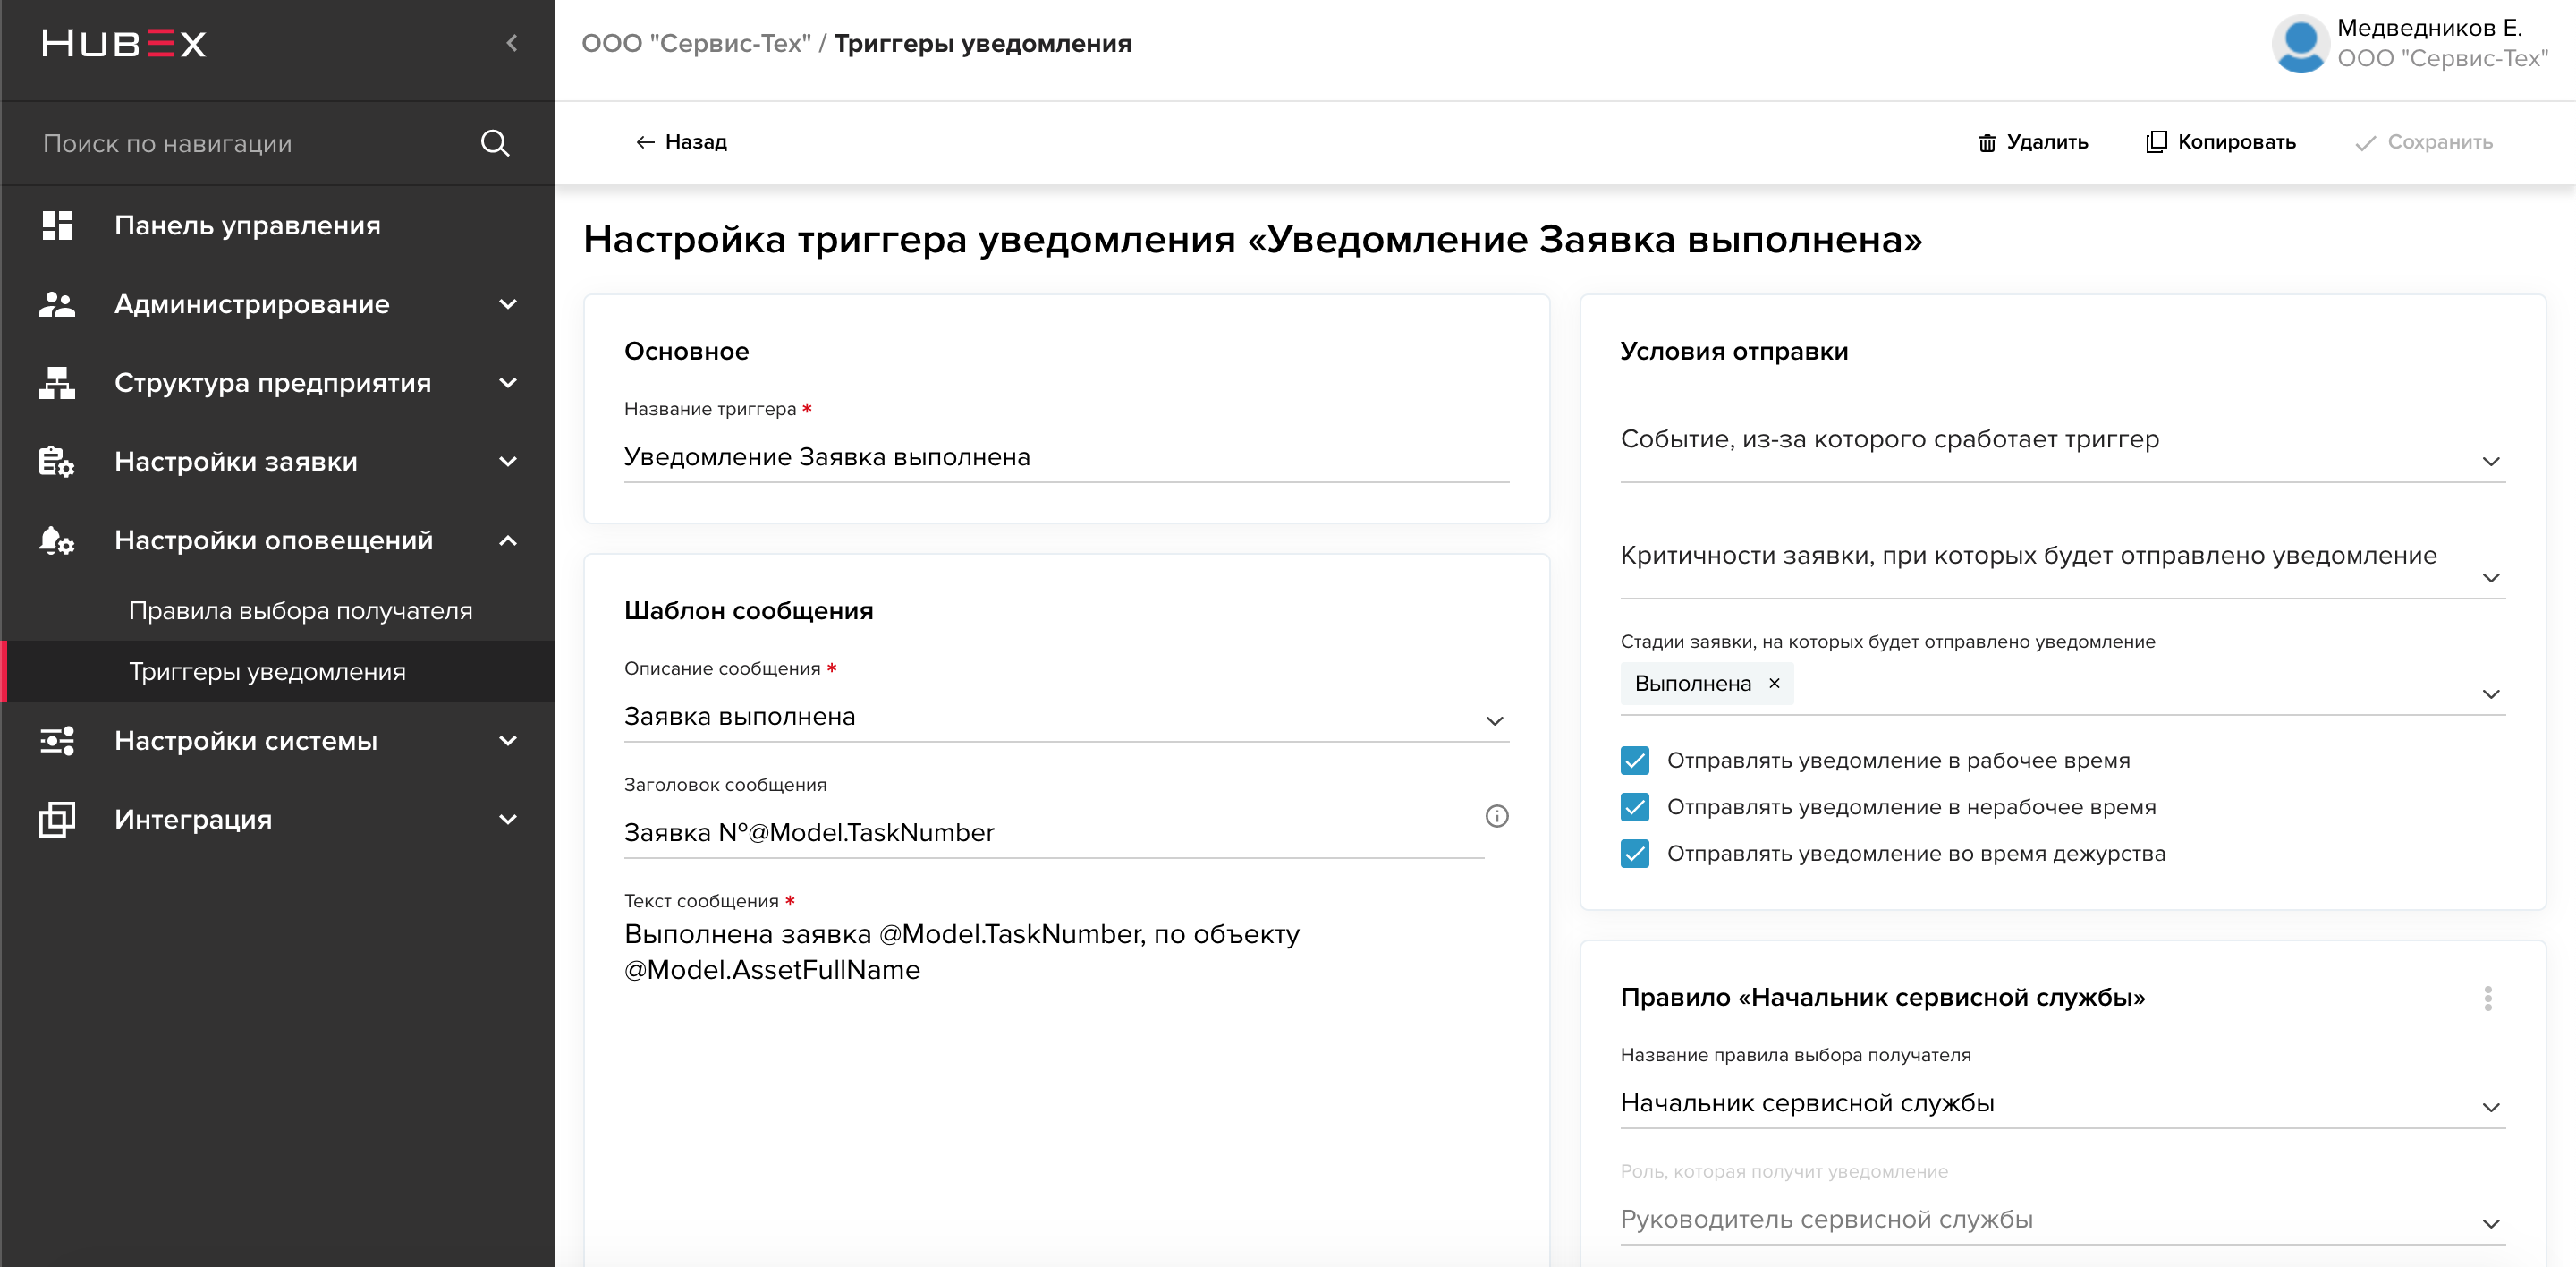 HUBEX
Поиск по навигации
Панель управления
Администрирование
Структура предприятия
Настройки заявки
Настройки оповещений
Правила выбора получателя
Триггеры уведомления
Настройки системы
Интеграция
ООО "Сервис-Тех" / Триггеры уведомления
Медведников Е.
ООО "Сервис-Тех"
Назад
Удалить
Копировать
Сохранить
Настройка триггера уведомления «Уведомление Заявка выполнена»
Основное
Название триггера *
Уведомление Заявка выполнена
Шаблон сообщения
Описание сообщения *
Заявка выполнена
Заголовок сообщения
Заявка №@Model.TaskNumber
Текст сообщения *
Выполнена заявка @Model.TaskNumber, по объекту
@Model.AssetFullName
Условия отправки
Событие, из-за которого сработает триггер
Критичности заявки, при которых будет отправлено уведомление
Стадии заявки, на которых будет отправлено уведомление
Выполнена ×
Отправлять уведомление в рабочее время
Отправлять уведомление в нерабочее время
Отправлять уведомление во время дежурства
Правило «Начальник сервисной службы»
Название правила выбора получателя
Начальник сервисной службы
Роль, которая получит уведомление
Руководитель сервисной службы